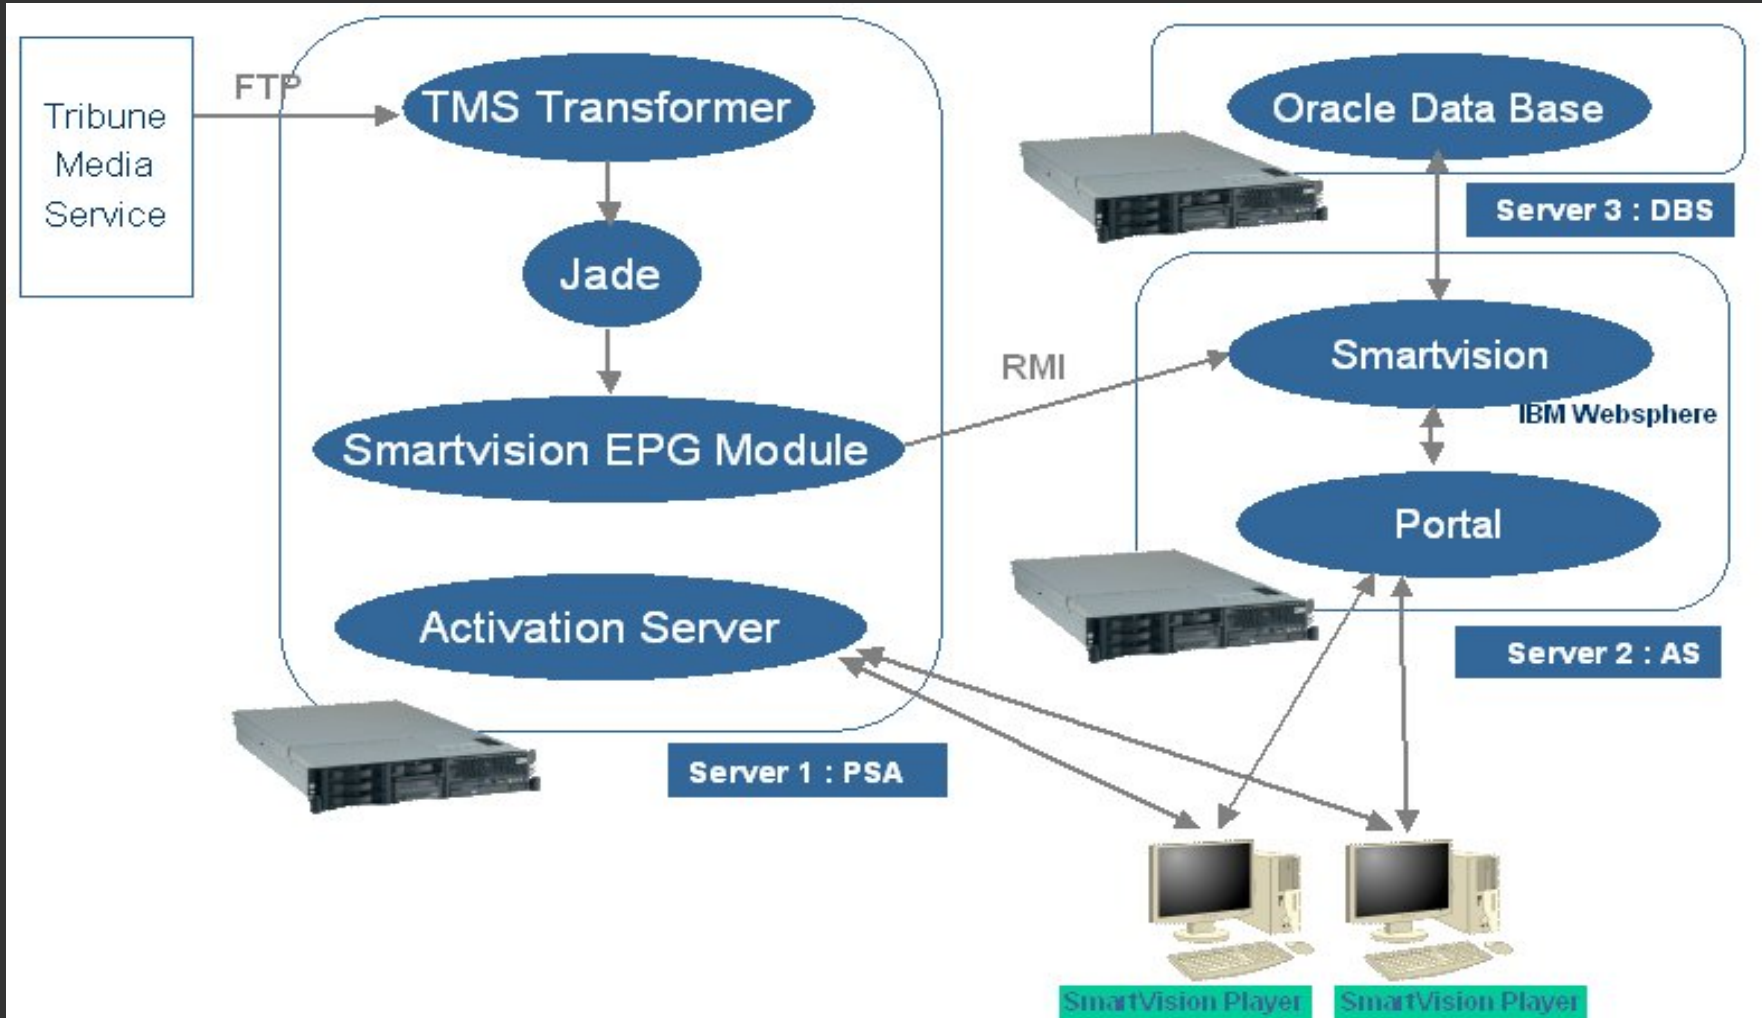 Tribune
Media
Service
FTP
TMS Transformer
Jade
Smartvision EPG Module
Activation Server
Server 1 : PSA
RMI
Oracle Data Base
Server 3 : DBS
Smartvision
IBM Websphere
Portal
Server 2 : AS
SmartVision Player
SmartVision Player